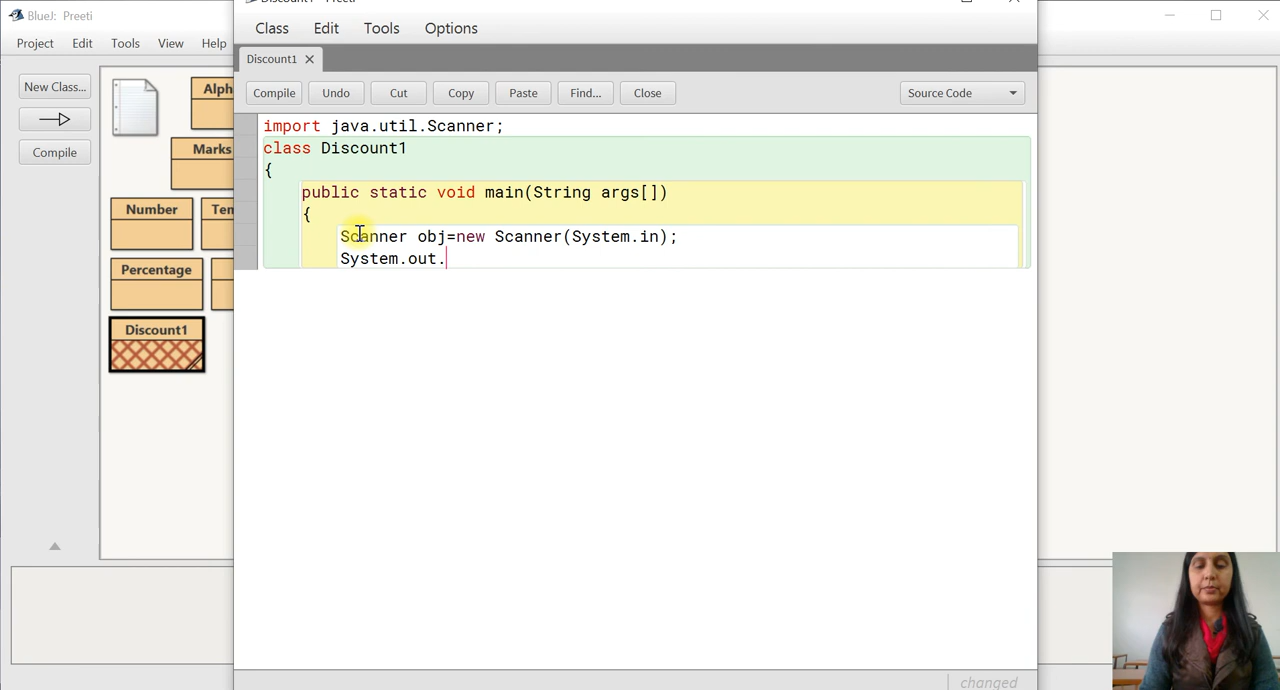 BlueJ: Preeti
Project Edit Tools View Help
New Class...
Compile
Alph
Marks
Number
Ten
Percentage
Discount1
Class Edit Tools Options
Discount1
Compile Undo Cut Copy Paste Find... Close Source Code
import java.util.Scanner;
class Discount1
{
public static void main(String args[])
{
Scanner obj=new Scanner(System.in);
System.out.
changed